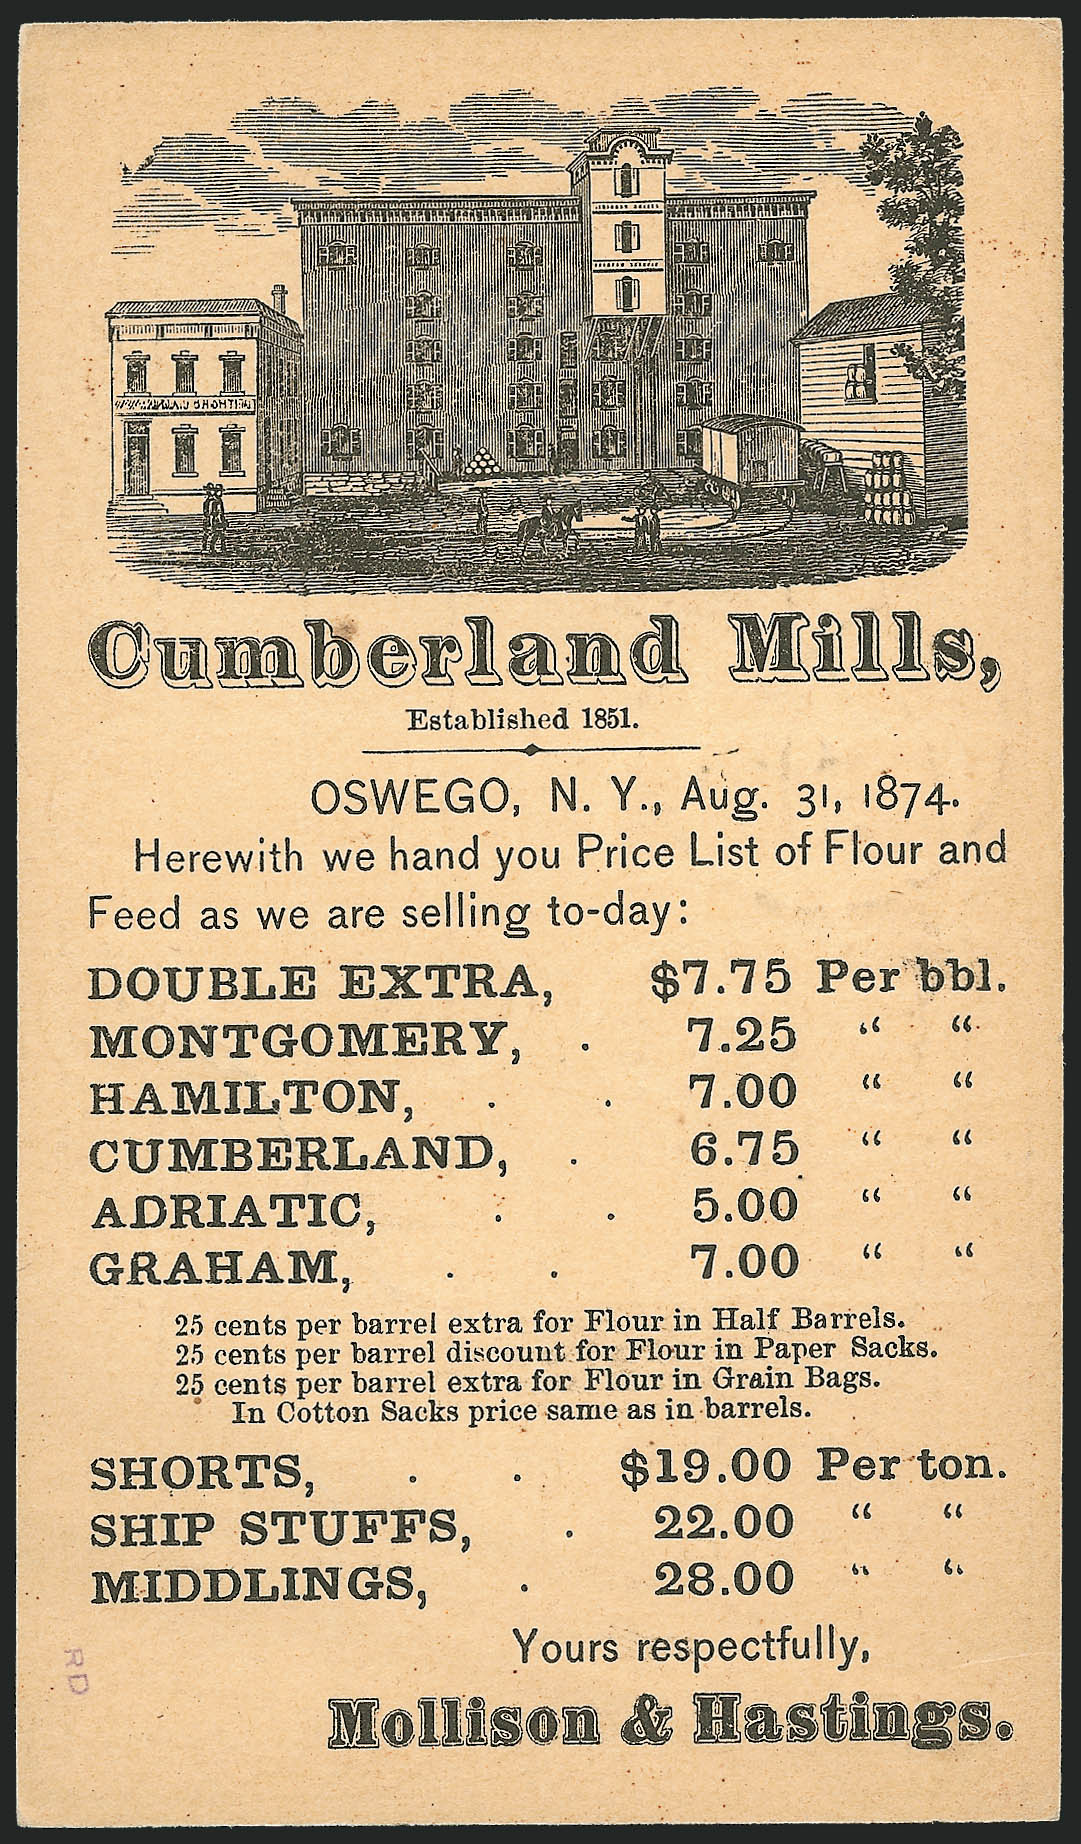 Cumberland Mills,
Established 1851.
OSWEGO, N. Y., Aug. 31, 1874.
Herewith we hand you Price List of Flour and
Feed as we are selling to-day:
DOUBLE EXTRA, $7.75 Per bbl.
MONTGOMERY, . 7.25 “ “
HAMILTON, . . 7.00 “ “
CUMBERLAND, . 6.75 “ “
ADRIATIC, . . 5.00 “ “
GRAHAM, . . 7.00 “ “
25 cents per barrel extra for Flour in Half Barrels.
25 cents per barrel discount for Flour in Paper Sacks.
25 cents per barrel extra for Flour in Grain Bags.
In Cotton Sacks price same as in barrels.
SHORTS, . . $19.00 Per ton.
SHIP STUFFS, . 22.00 “ “
MIDDLINGS, . 28.00 “ “
Yours respectfully,
Mollison & Hastings.
RD